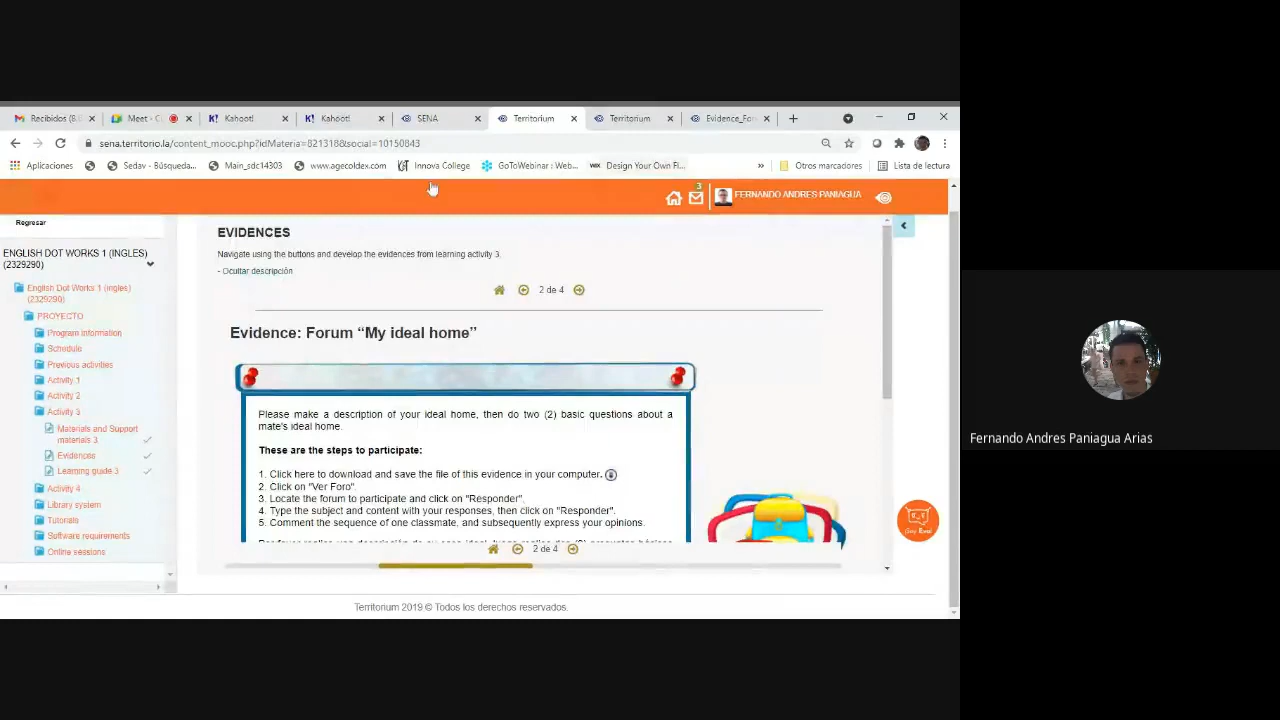 Recibidos (8.
Meet - C
Kahoot!
Kahoot!
SENA
Territorium
Territorium
Evidence_For
sena.territorio.la/content_mooc.php?idMateria=821318&social=10150843
Aplicaciones
Sedav - Búsqueda...
Main_sdc14303
www.agecoldex.com
Innova College
GoToWebinar : Web...
Design Your Own Fl...
»
Otros marcadores
Lista de lectura
3
FERNANDO ANDRES PANIAGUA
Regresar
ENGLISH DOT WORKS 1 (INGLES)
(2329290)
English Dot Works 1 (ingles)
(2329290)
PROYECTO
Program information
Schedule
Previous activities
Activity 1
Activity 2
Activity 3
Materials and Support
materials 3
Evidences
Learning guide 3
Activity 4
Library system
Tutorials
Software requirements
Online sessions
EVIDENCES
Navigate using the buttons and develop the evidences from learning activity 3.
- Ocultar descripción
2 de 4
Evidence: Forum “My ideal home”
Please make a description of your ideal home, then do two (2) basic questions about a
mate's ideal home.
These are the steps to participate:
1. Click here to download and save the file of this evidence in your computer.
2. Click on "Ver Foro".
3. Locate the forum to participate and click on "Responder".
4. Type the subject and content with your responses, then click on "Responder".
5. Comment the sequence of one classmate, and subsequently express your opinions.
2 de 4
Territorium 2019 © Todos los derechos reservados.
Fernando Andres Paniagua Arias